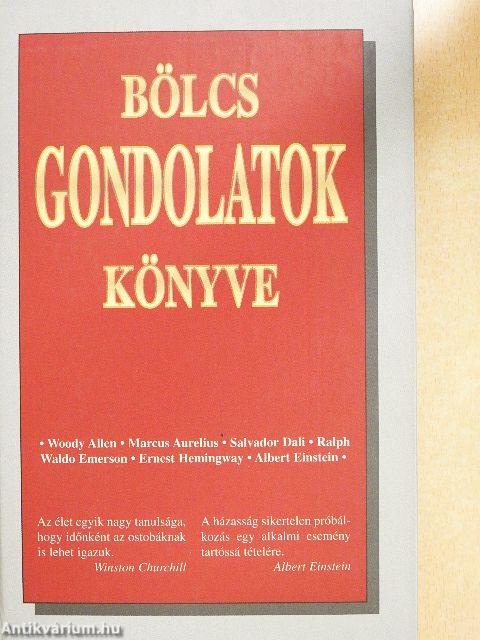 BÖLCS
GONDOLATOK
KÖNYVE
• Woody Allen • Marcus Aurelius • Salvador Dali • Ralph
Waldo Emerson • Ernest Hemingway • Albert Einstein •
Az élet egyik nagy tanulsága,
hogy időnként az ostobáknak
is lehet igazuk.
Winston Churchill
A házasság sikertelen próbál-
kozás egy alkalmi esemény
tartóssá tételére.
Albert Einstein
Antikvárium.hu